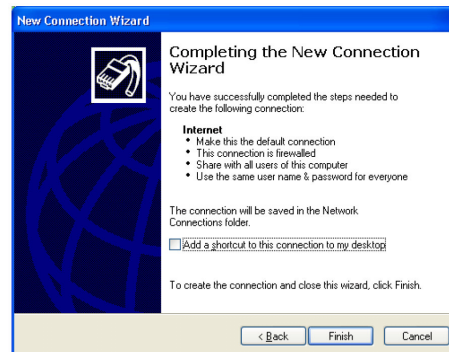 New Connection Wizard
Completing the New Connection
Wizard
You have successfully completed the steps needed to
create the following connection:
Internet
• Make this the default connection
• This connection is firewalled
• Share with all users of this computer
• Use the same user name & password for everyone
The connection will be saved in the Network
Connections folder.
Add a shortcut to this connection to my desktop
To create the connection and close this wizard, click Finish.
< Back
Finish
Cancel